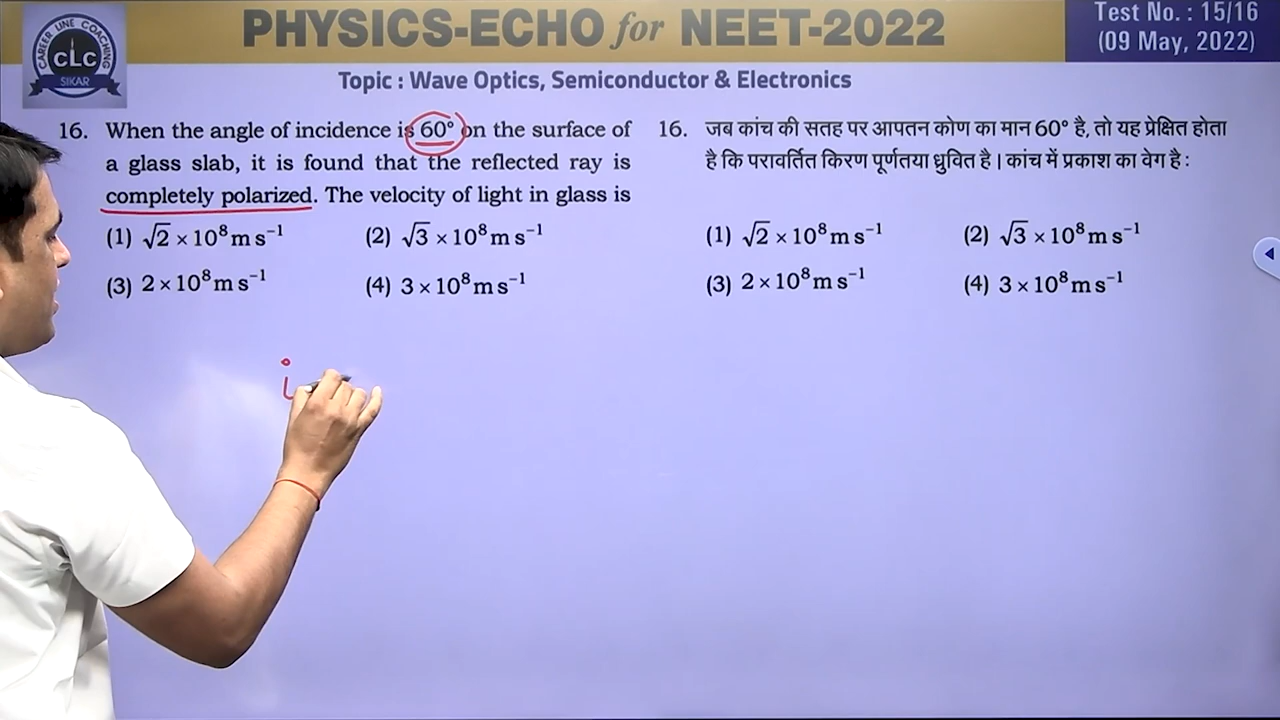 CAREER LINE COACHING
CLC
SIKAR
PHYSICS-ECHO for NEET-2022
Test No. : 15/16
(09 May, 2022)
Topic : Wave Optics, Semiconductor & Electronics
16. When the angle of incidence is 60° on the surface of
a glass slab, it is found that the reflected ray is
completely polarized. The velocity of light in glass is
(1) √2 × 10⁸ m s⁻¹ (2) √3 × 10⁸ m s⁻¹
(3) 2 × 10⁸ m s⁻¹ (4) 3 × 10⁸ m s⁻¹
16. जब कांच की सतह पर आपतन कोण का मान 60° है, तो यह प्रेक्षित होता
है कि परावर्तित किरण पूर्णतया ध्रुवित है। कांच में प्रकाश का वेग है :
(1) √2 × 10⁸ m s⁻¹ (2) √3 × 10⁸ m s⁻¹
(3) 2 × 10⁸ m s⁻¹ (4) 3 × 10⁸ m s⁻¹
i